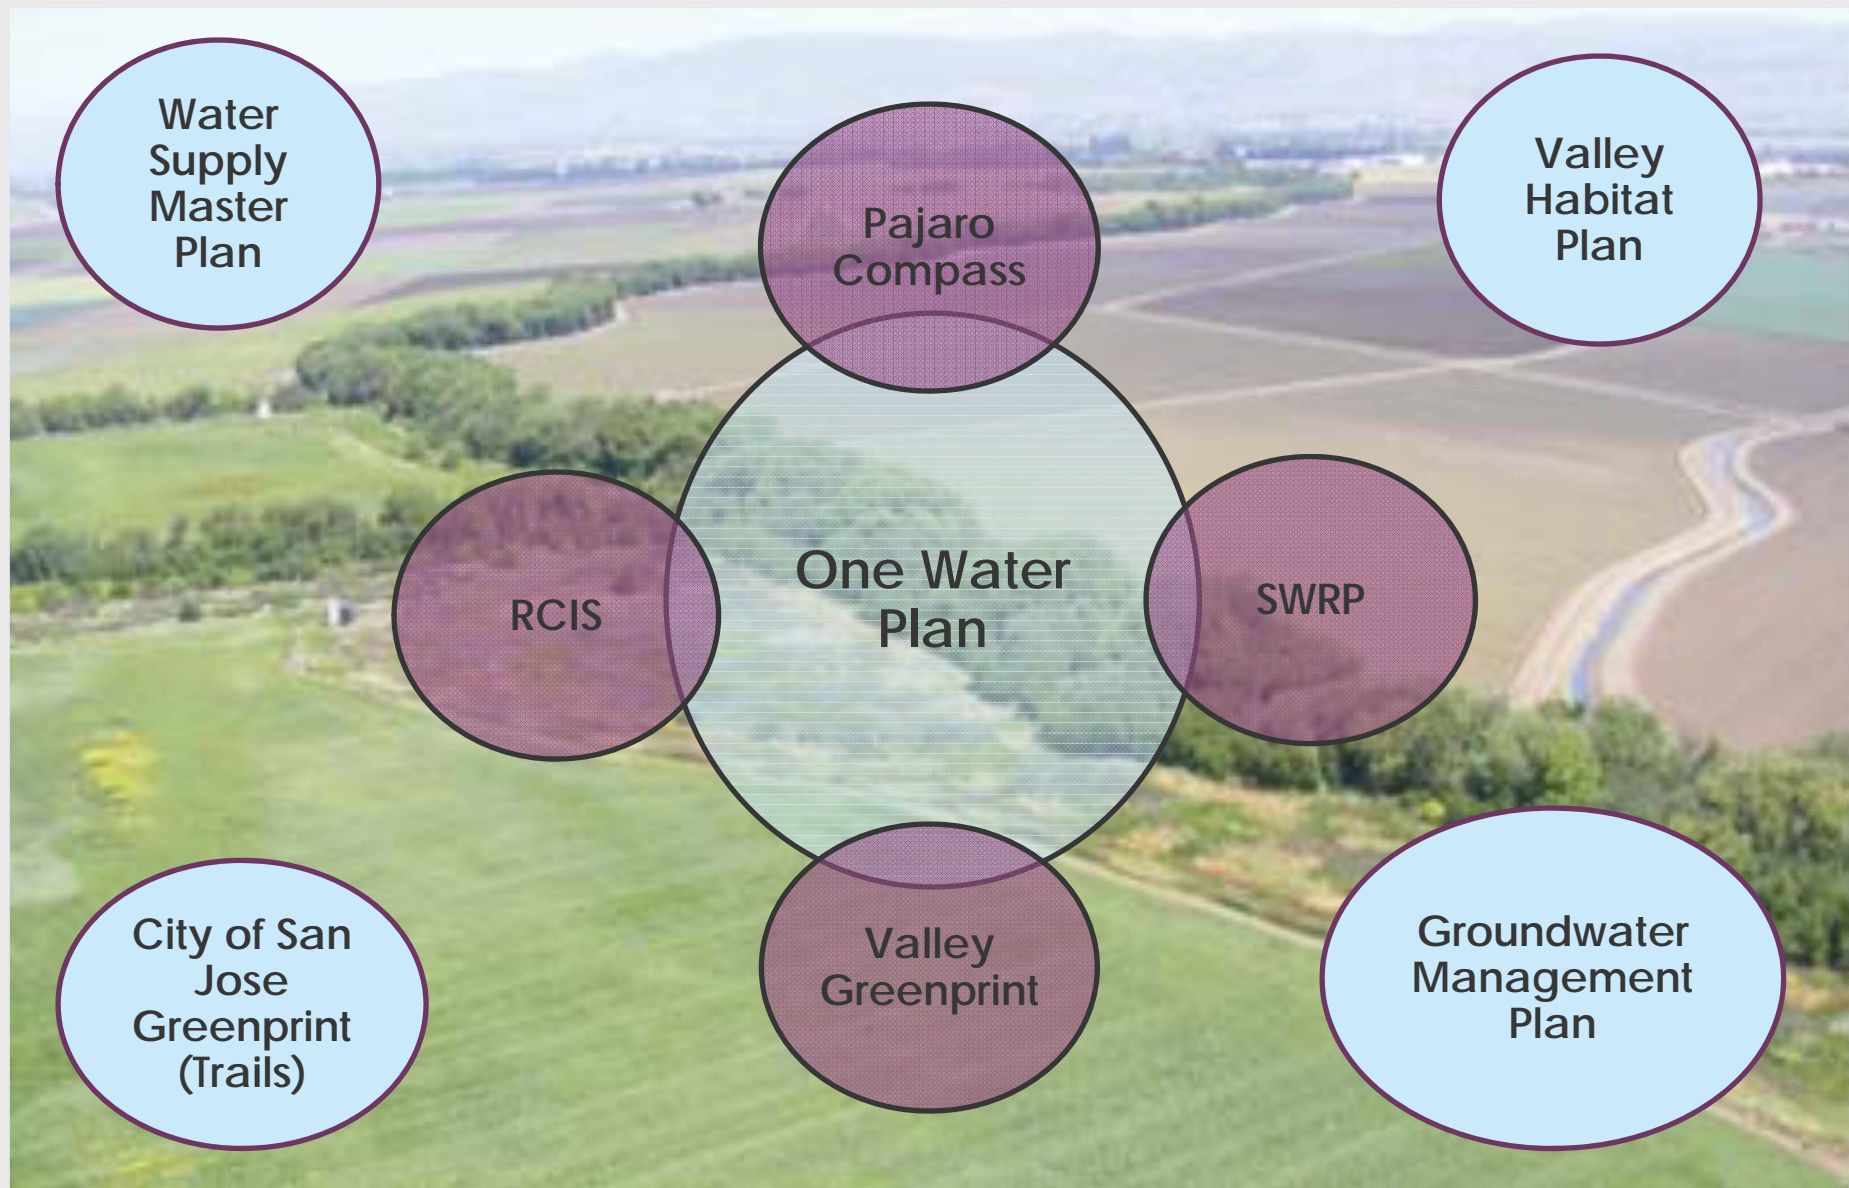 Water
Supply
Master
Plan
Pajaro
Compass
Valley
Habitat
Plan
RCIS
One Water
Plan
SWRP
City of San
Jose
Greenprint
(Trails)
Valley
Greenprint
Groundwater
Management
Plan